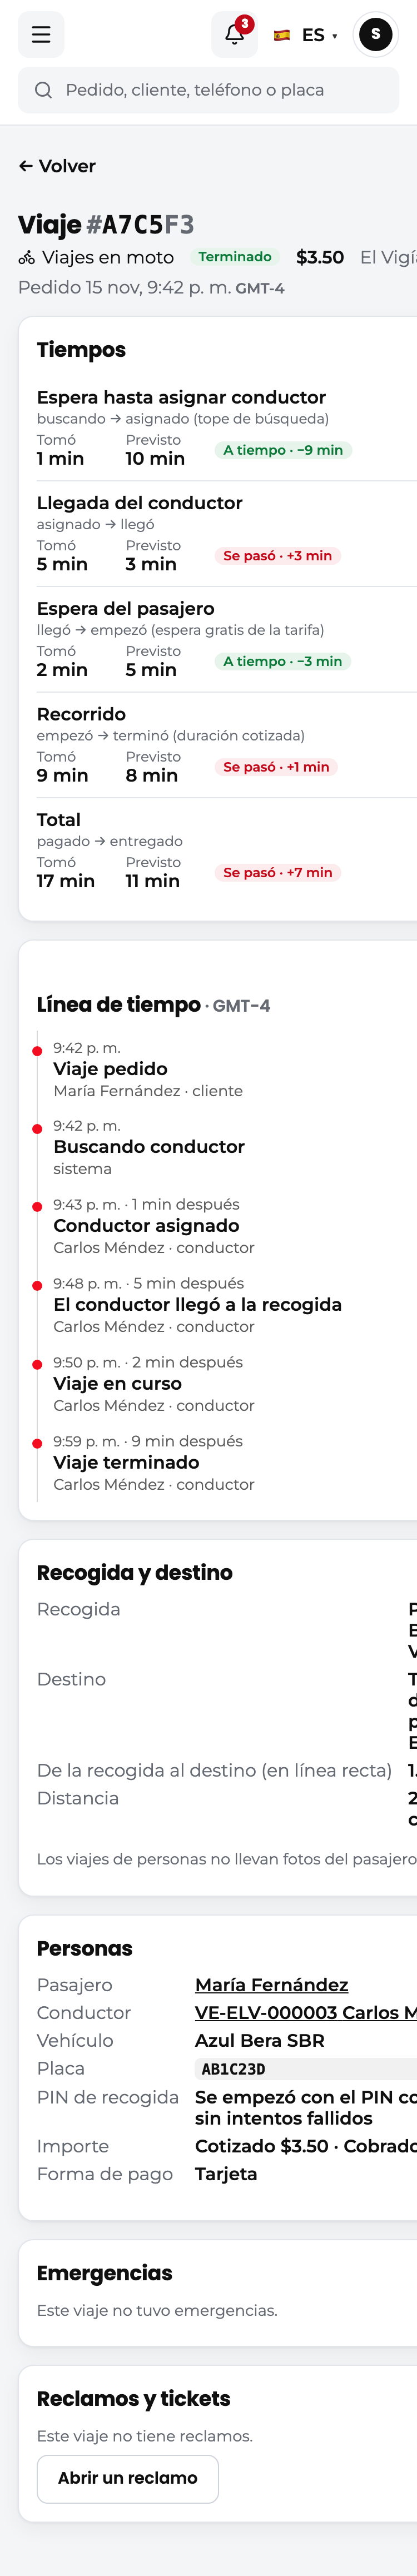 3
ES
S
Pedido, cliente, teléfono o placa
← Volver
Viaje #A7C5F3
Viajes en moto Terminado $3.50 El Vigí
Pedido 15 nov, 9:42 p. m. GMT-4
Tiempos
Espera hasta asignar conductor
buscando → asignado (tope de búsqueda)
Tomó Previsto
1 min 10 min A tiempo · −9 min
Llegada del conductor
asignado → llegó
Tomó Previsto
5 min 3 min Se pasó · +3 min
Espera del pasajero
llegó → empezó (espera gratis de la tarifa)
Tomó Previsto
2 min 5 min A tiempo · −3 min
Recorrido
empezó → terminó (duración cotizada)
Tomó Previsto
9 min 8 min Se pasó · +1 min
Total
pagado → entregado
Tomó Previsto
17 min 11 min Se pasó · +7 min
Línea de tiempo · GMT-4
9:42 p. m.
Viaje pedido
María Fernández · cliente
9:42 p. m.
Buscando conductor
sistema
9:43 p. m. · 1 min después
Conductor asignado
Carlos Méndez · conductor
9:48 p. m. · 5 min después
El conductor llegó a la recogida
Carlos Méndez · conductor
9:50 p. m. · 2 min después
Viaje en curso
Carlos Méndez · conductor
9:59 p. m. · 9 min después
Viaje terminado
Carlos Méndez · conductor
Recogida y destino
Recogida
Destino
De la recogida al destino (en línea recta) 1.
Distancia 2
Los viajes de personas no llevan fotos del pasajero
Personas
Pasajero María Fernández
Conductor VE-ELV-000003 Carlos M
Vehículo Azul Bera SBR
Placa AB1C23D
PIN de recogida Se empezó con el PIN co
sin intentos fallidos
Importe Cotizado $3.50 · Cobrado
Forma de pago Tarjeta
Emergencias
Este viaje no tuvo emergencias.
Reclamos y tickets
Este viaje no tiene reclamos.
Abrir un reclamo